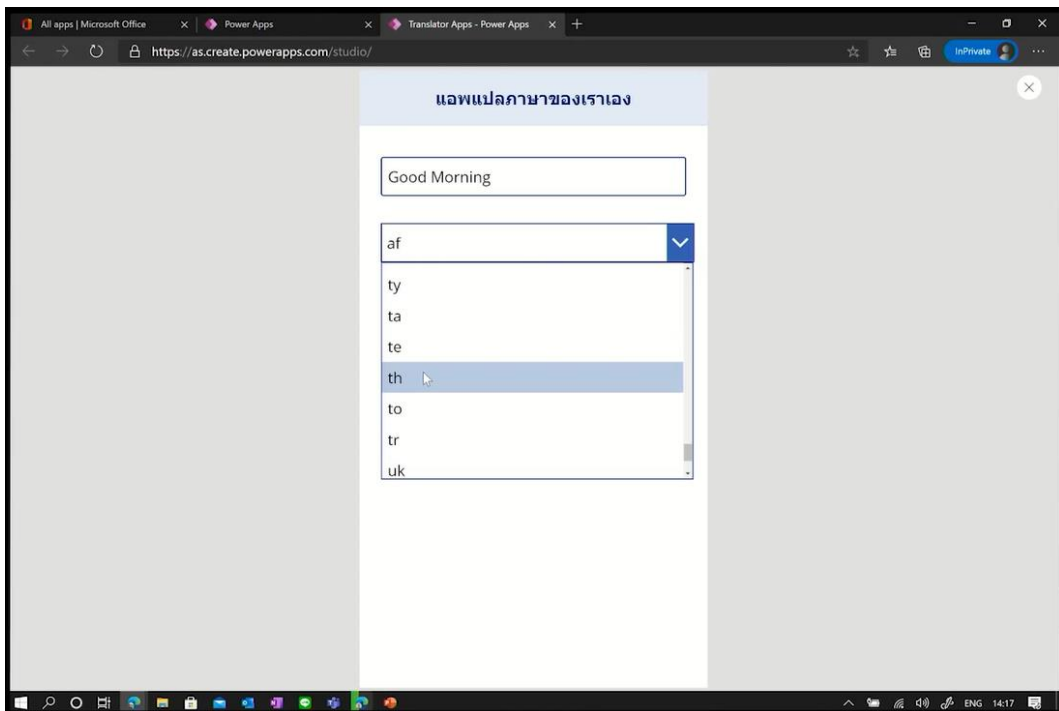 All apps | Microsoft Office
Power Apps
Translator Apps - Power Apps
https://as.create.powerapps.com/studio/
InPrivate
แอพแปลภาษาของเราเอง
Good Morning
af
ty
ta
te
th
to
tr
uk
ENG 14:17